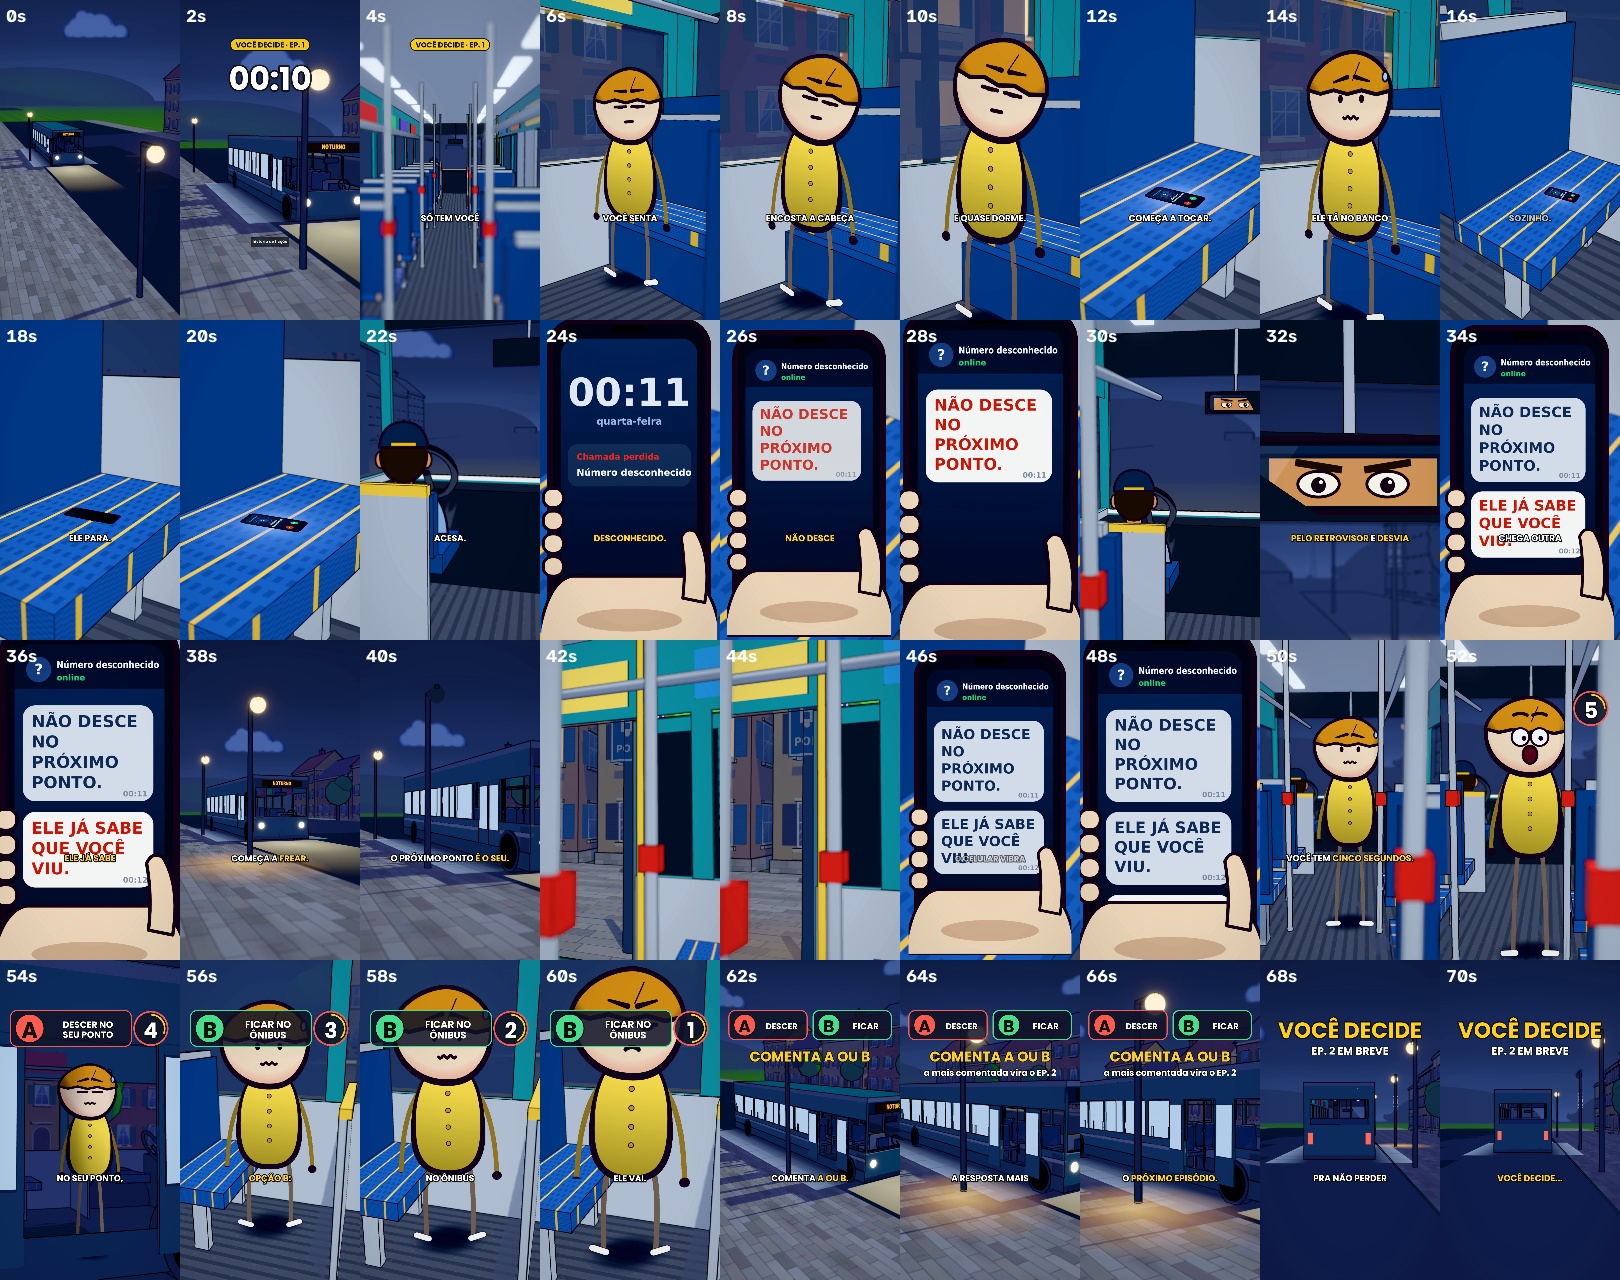 0s
2s
VOCÊ DECIDE · EP. 1
00:10
NOTURNO
4s
VOCÊ DECIDE · EP. 1
SÓ TEM VOCÊ
6s
VOCÊ SENTA
8s
ENCOSTA A CABEÇA
10s
E QUASE DORME.
12s
COMEÇA A TOCAR.
14s
ELE TÁ NO BANCO
16s
SOZINHO.
18s
ELE PARA.
20s
22s
ACESA.
24s
00:11
quarta-feira
Chamada perdida
Número desconhecido
DESCONHECIDO.
26s
?
Número desconhecido
online
NÃO DESCE
NO
PRÓXIMO
PONTO.
00:11
NÃO DESCE
28s
?
Número desconhecido
online
NÃO DESCE
NO
PRÓXIMO
PONTO.
00:11
30s
32s
PELO RETROVISOR E DESVIA
34s
?
Número desconhecido
online
NÃO DESCE
NO
PRÓXIMO
PONTO.
00:11
ELE JÁ SABE
QUE VOCÊ
VIU.
CHEGA OUTRA
00:12
36s
?
Número desconhecido
online
NÃO DESCE
NO
PRÓXIMO
PONTO.
00:11
ELE JÁ SABE
QUE VOCÊ
VIU.
ELE JÁ SABE
00:12
38s
NOTURNO
COMEÇA A FREAR.
40s
O PRÓXIMO PONTO É O SEU.
42s
PO
44s
PO
46s
?
Número desconhecido
online
NÃO DESCE
NO
PRÓXIMO
PONTO.
00:11
ELE JÁ SABE
QUE VOCÊ
VIU.
CELULAR VIBRA
00:12
48s
?
Número desconhecido
online
NÃO DESCE
NO
PRÓXIMO
PONTO.
00:11
ELE JÁ SABE
QUE VOCÊ
VIU.
00:12
50s
VOCÊ TEM CINCO SEGUNDOS.
52s
5
54s
A
DESCER NO
SEU PONTO
4
NO SEU PONTO,
56s
B
FICAR NO
ÔNIBUS
3
OPÇÃO B:
58s
B
FICAR NO
ÔNIBUS
2
NO ÔNIBUS
60s
B
FICAR NO
ÔNIBUS
1
ELE VAI.
62s
A DESCER
B FICAR
COMENTA A OU B
NOTURNO
COMENTA A OU B.
64s
A DESCER
B FICAR
COMENTA A OU B
a mais comentada vira o EP. 2
A RESPOSTA MAIS
66s
A DESCER
B FICAR
COMENTA A OU B
a mais comentada vira o EP. 2
O PRÓXIMO EPISÓDIO.
68s
VOCÊ DECIDE
EP. 2 EM BREVE
PRA NÃO PERDER
70s
VOCÊ DECIDE
EP. 2 EM BREVE
VOCÊ DECIDE...